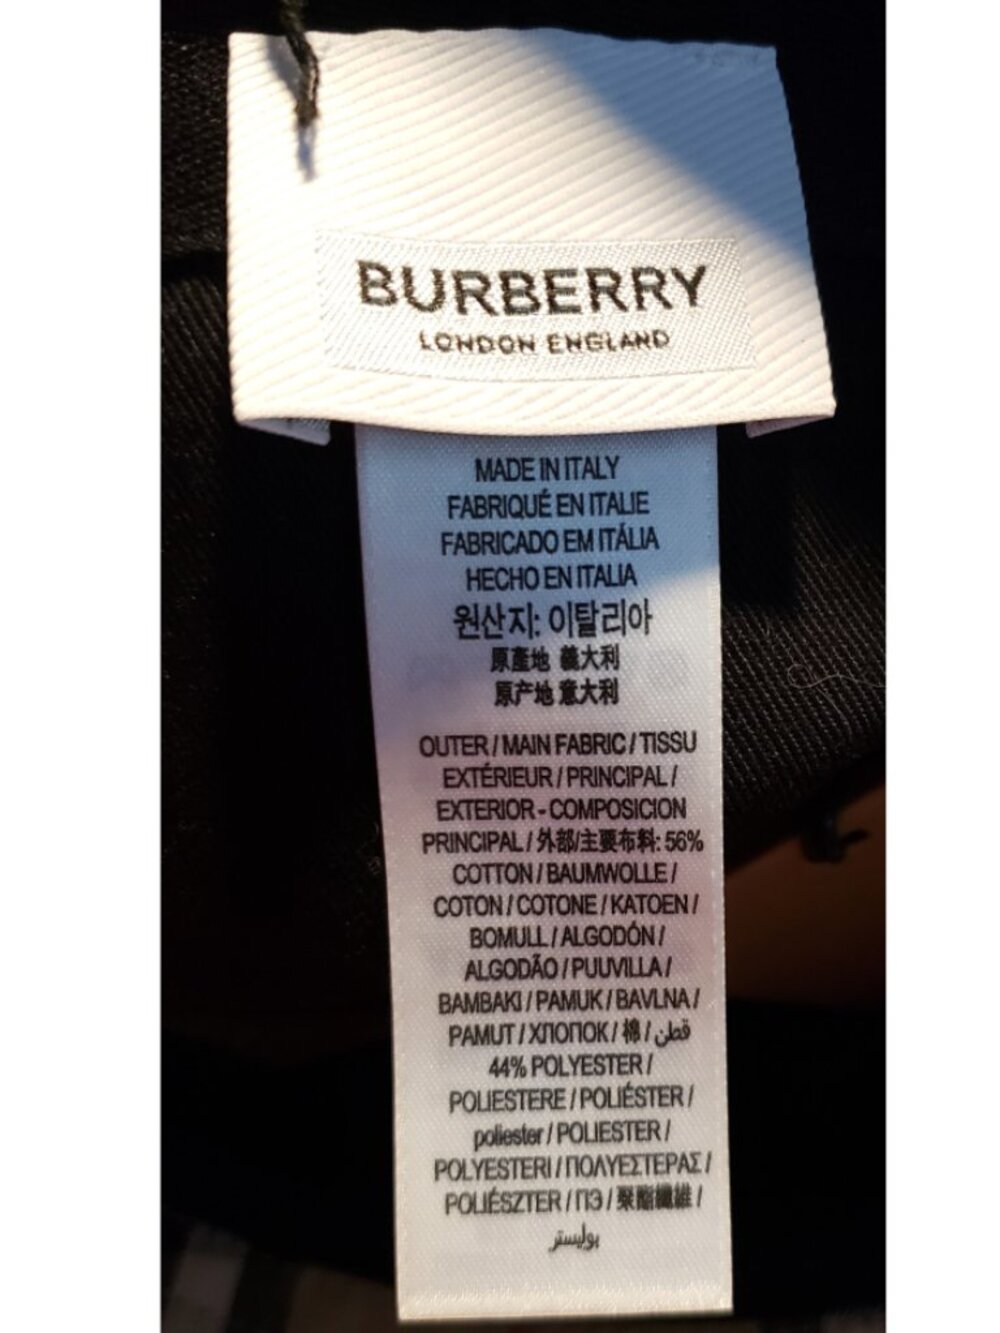 BURBERRY
LONDON ENGLAND
MADE IN ITALY
FABRIQUÉ EN ITALIE
FABRICADO EM ITÁLIA
HECHO EN ITALIA
원산지: 이탈리아
原產地 義大利
原产地 意大利
OUTER / MAIN FABRIC / TISSU
EXTÉRIEUR / PRINCIPAL /
EXTERIOR - COMPOSICION
PRINCIPAL / 外部/主要布料: 56%
COTTON / BAUMWOLLE /
COTON / COTONE / KATOEN /
BOMULL / ALGODÓN /
ALGODÃO / PUUVILLA /
BAMBAKI / PAMUK / BAVLNA /
PAMUT / ХПОПОК / 棉 / قطن
44% POLYESTER /
POLIESTERE / POLIÉSTER /
poliester / POLIESTER /
POLYESTERI / ΠΟΛΥΕΣΤΕΡΑΣ /
POLIÉSZTER / ПЭ / 聚酯纖維 /
بوليستر